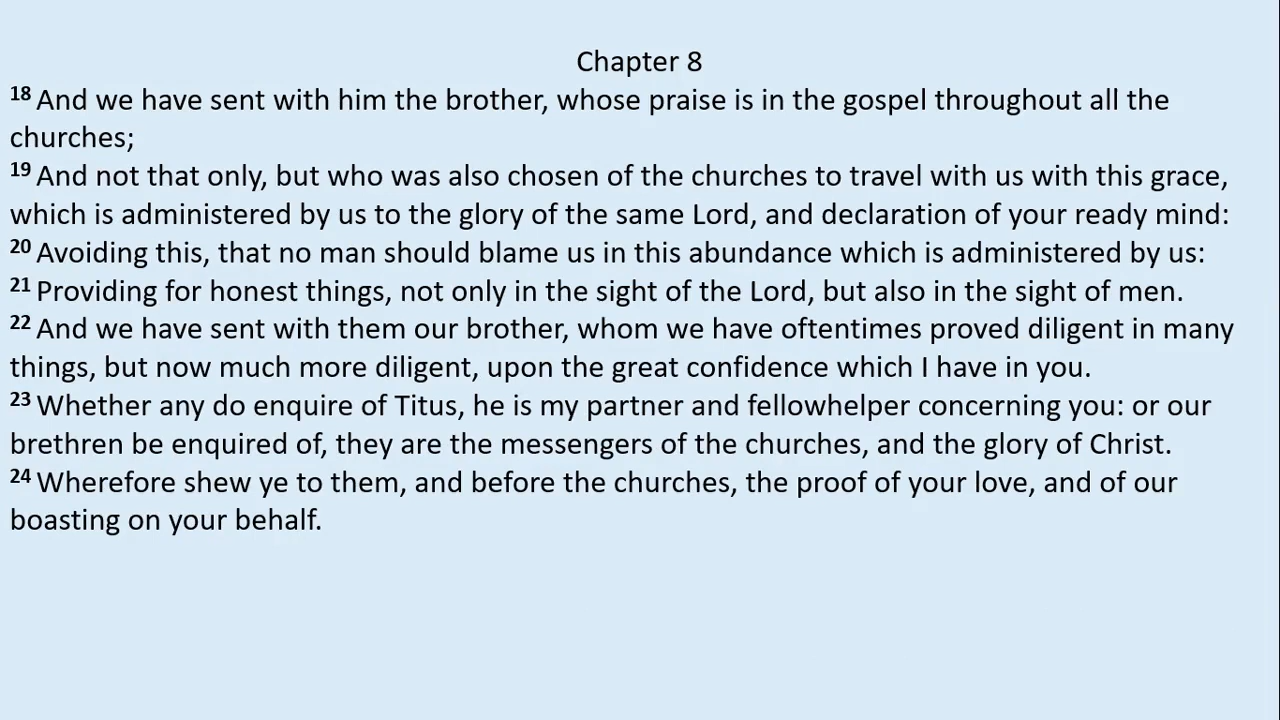 Chapter 8
18 And we have sent with him the brother, whose praise is in the gospel throughout all the
churches;
19 And not that only, but who was also chosen of the churches to travel with us with this grace,
which is administered by us to the glory of the same Lord, and declaration of your ready mind:
20 Avoiding this, that no man should blame us in this abundance which is administered by us:
21 Providing for honest things, not only in the sight of the Lord, but also in the sight of men.
22 And we have sent with them our brother, whom we have oftentimes proved diligent in many
things, but now much more diligent, upon the great confidence which I have in you.
23 Whether any do enquire of Titus, he is my partner and fellowhelper concerning you: or our
brethren be enquired of, they are the messengers of the churches, and the glory of Christ.
24 Wherefore shew ye to them, and before the churches, the proof of your love, and of our
boasting on your behalf.